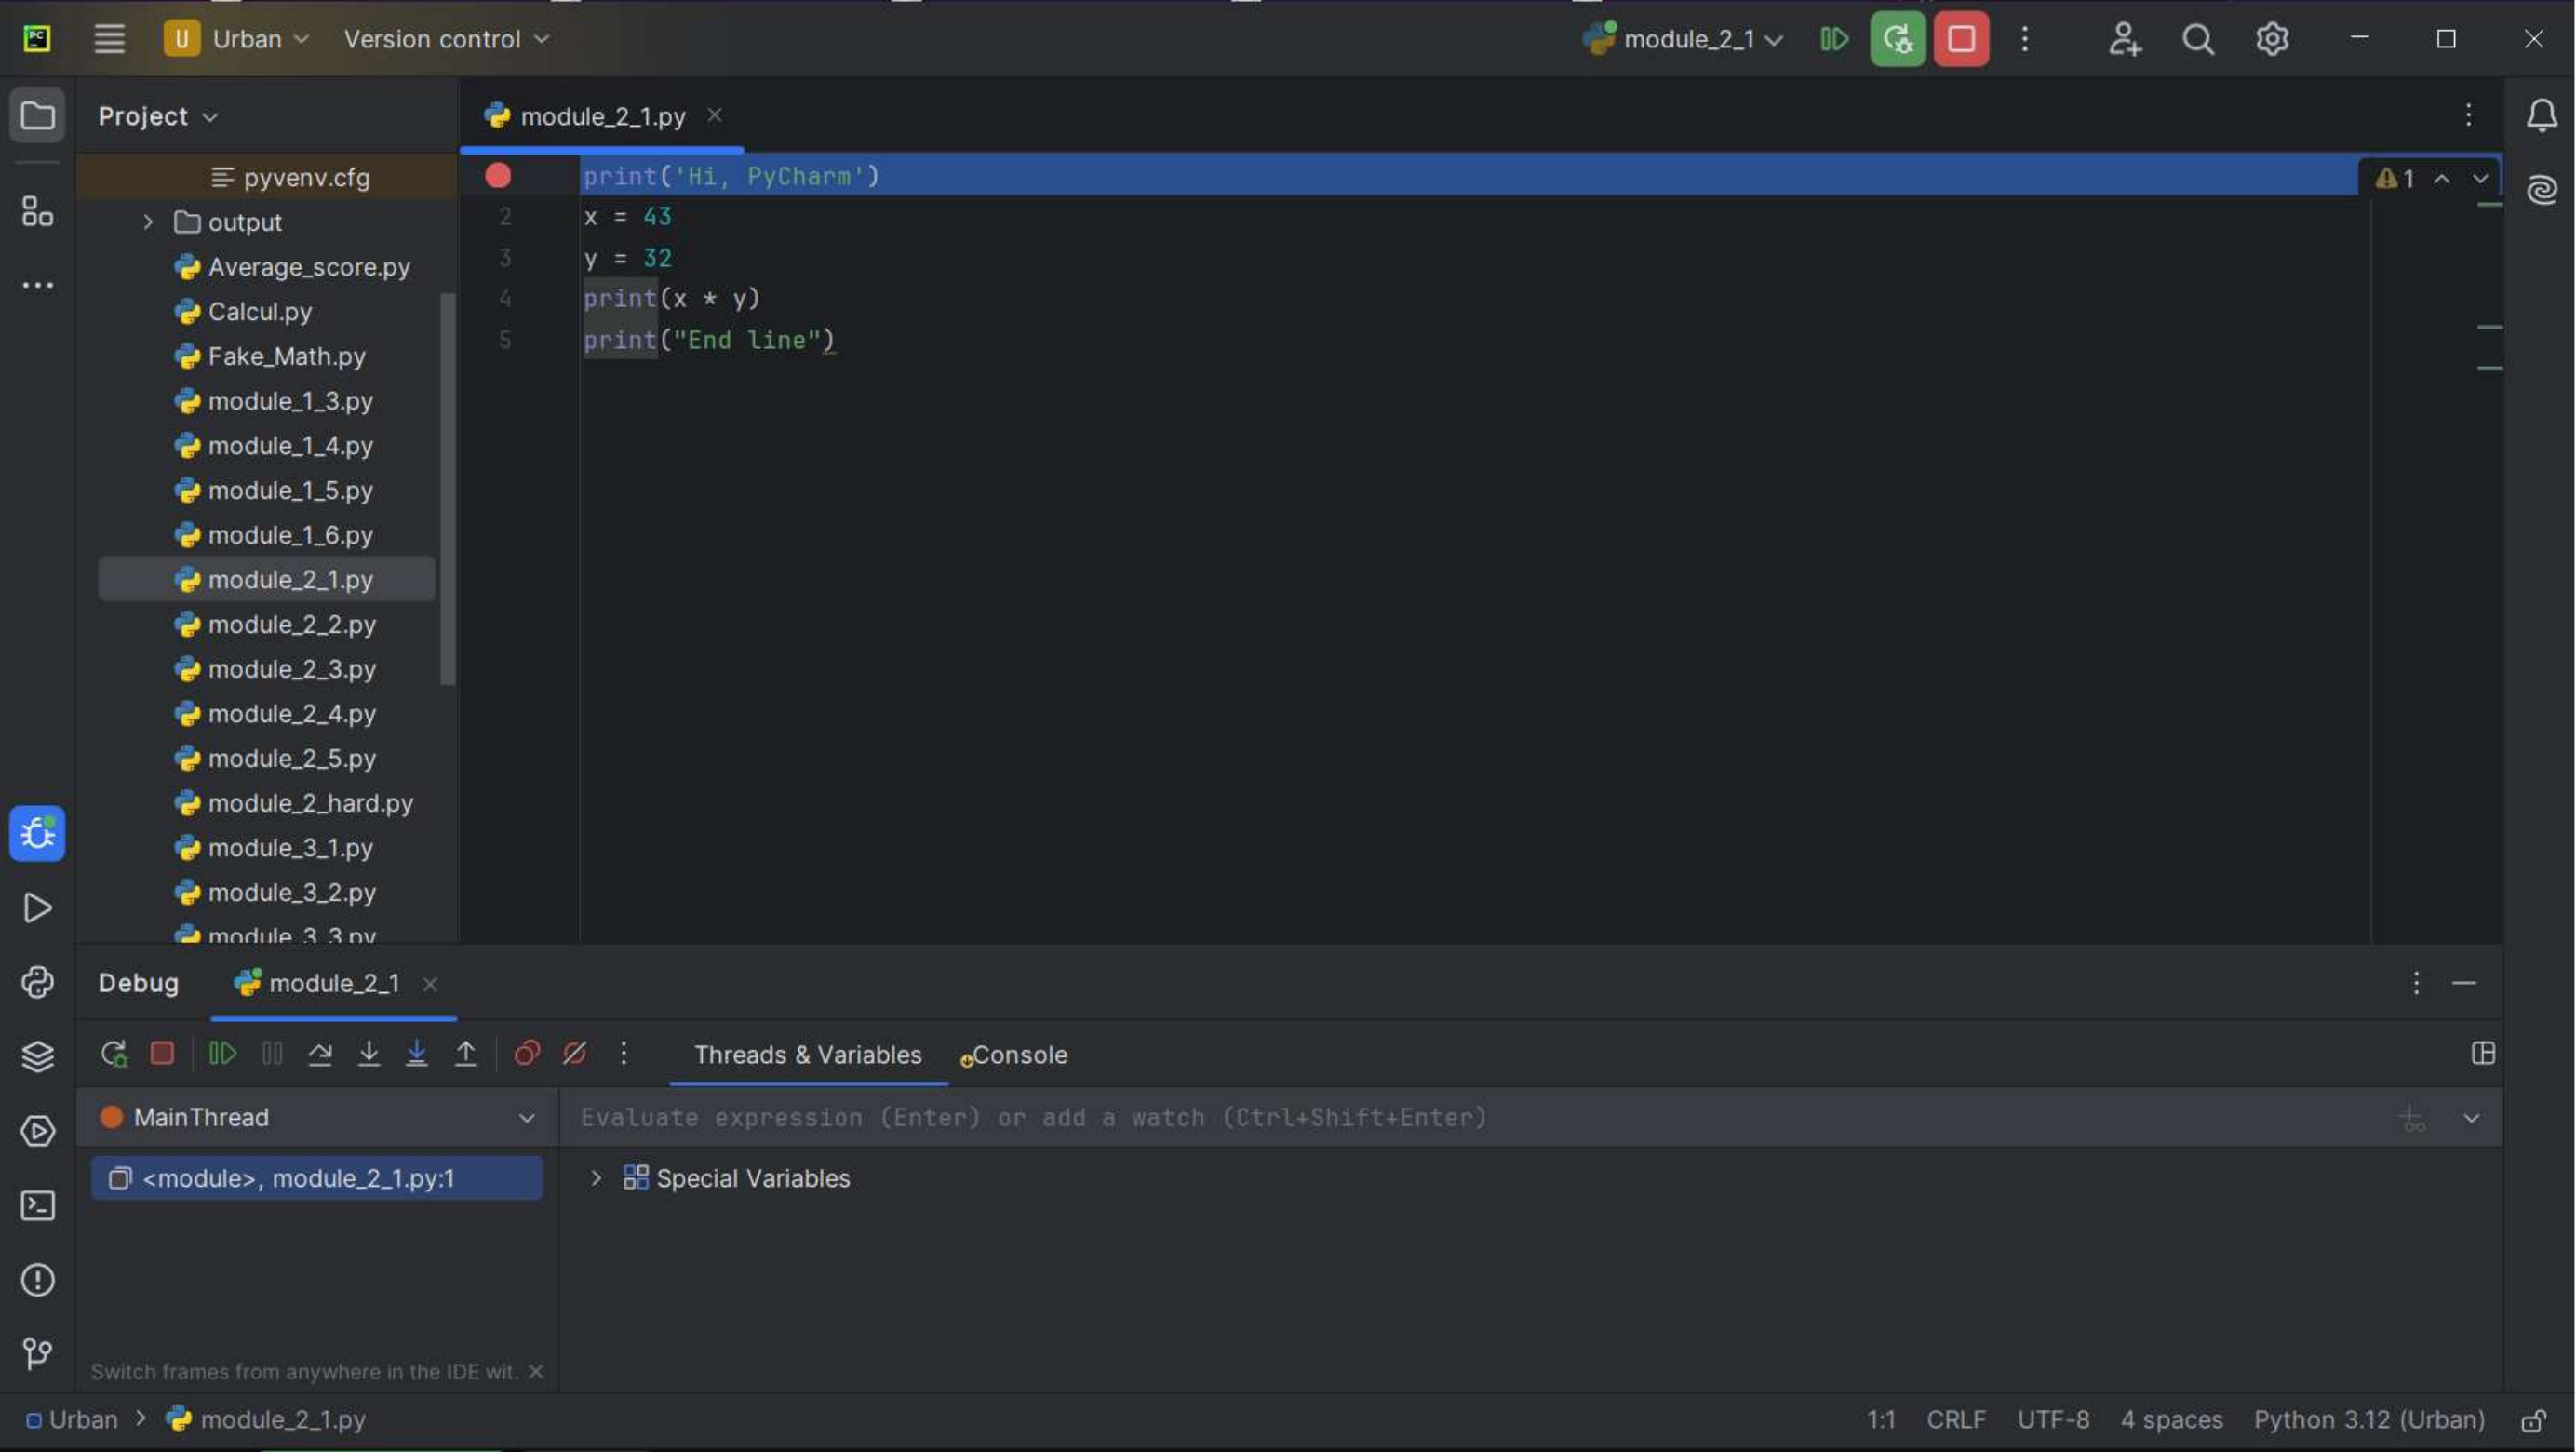 PC
U Urban Version control module_2_1
Project
pyvenv.cfg
output
Average_score.py
Calcul.py
Fake_Math.py
module_1_3.py
module_1_4.py
module_1_5.py
module_1_6.py
module_2_1.py
module_2_2.py
module_2_3.py
module_2_4.py
module_2_5.py
module_2_hard.py
module_3_1.py
module_3_2.py
module_3_3.py
module_2_1.py
print('Hi, PyCharm')
1
2 x = 43
3 y = 32
4 print(x * y)
5 print("End line")
Debug module_2_1
Threads & Variables Console
MainThread
Evaluate expression (Enter) or add a watch (Ctrl+Shift+Enter)
<module>, module_2_1.py:1
Special Variables
Switch frames from anywhere in the IDE wit.
Urban > module_2_1.py
1:1 CRLF UTF-8 4 spaces Python 3.12 (Urban)